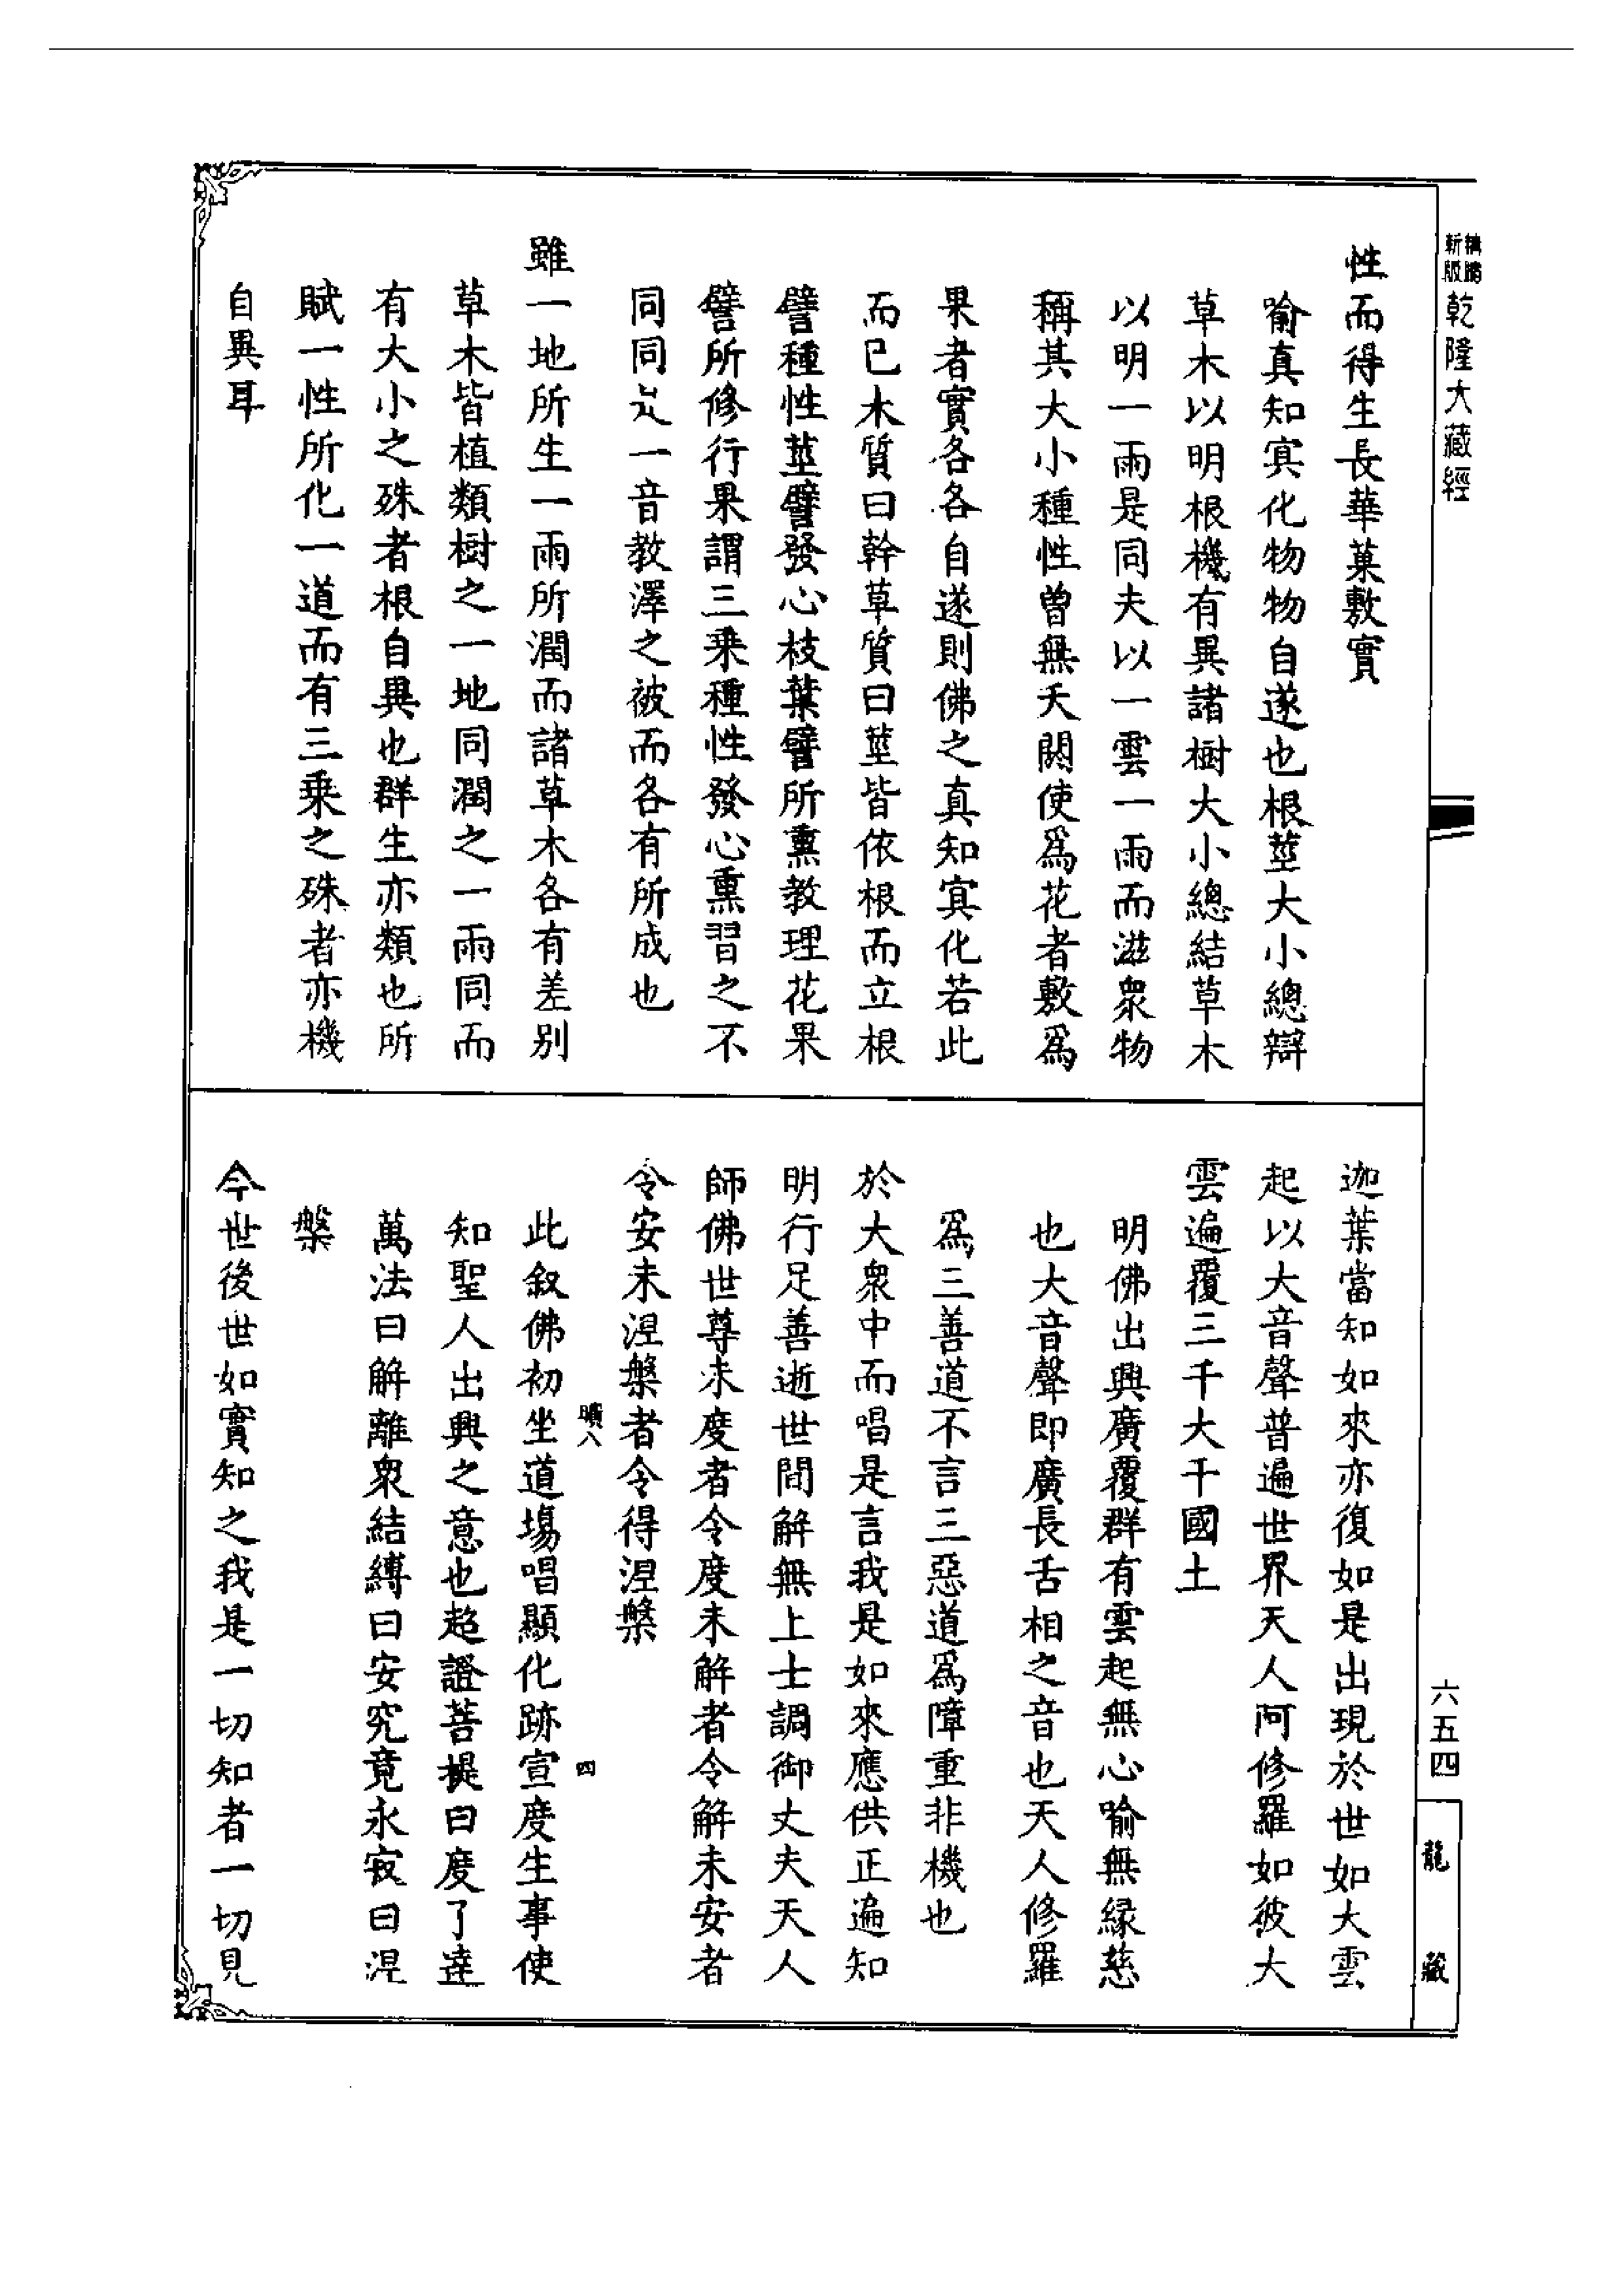 精縮新版乾隆大藏經
性而得生長華菓敷實
喻真知冥化物物自遂也根莖大小總辯
草木以明根機有異諸樹大小總結草木
以明一雨是同夫以一雲一雨而滋衆物
稱其大小種性曾無夭閼使爲花者敷爲
果者實各各自遂則佛之真知冥化若此
而已木質曰幹草質曰莖皆依根而立根
譬種性莖譬發心枝葉譬所熏教理花果
譬所修行果謂三乘種性發心熏習之不
同同於一音教澤之被而各有所成也
雖一地所生一雨所潤而諸草木各有差別
草木皆植類樹之一地同潤之一雨同而
有大小之殊者根自異也群生亦類也所
賦一性所化一道而有三乘之殊者亦機
自異耳
迦葉當知如來亦復如是出現於世如大雲
起以大音聲普遍世界天人阿修羅如彼大
雲遍覆三千大千國土
明佛出興廣覆群有雲起無心喻無緣慈
也大音聲即廣長舌相之音也天人修羅
爲三善道不言三惡道爲障重非機也
於大衆中而唱是言我是如來應供正遍知
明行足善逝世間解無上士調御丈夫天人
師佛世尊未度者令度未解者令解未安者
令安未涅槃者令得涅槃
曠八 四
此叙佛初坐道場唱顯化跡宣度生事使
知聖人出興之意也超證菩提曰度了達
萬法曰解離衆結縛曰安究竟永寂曰涅
槃
今世後世如實知之我是一切知者一切見
六五四
龍藏